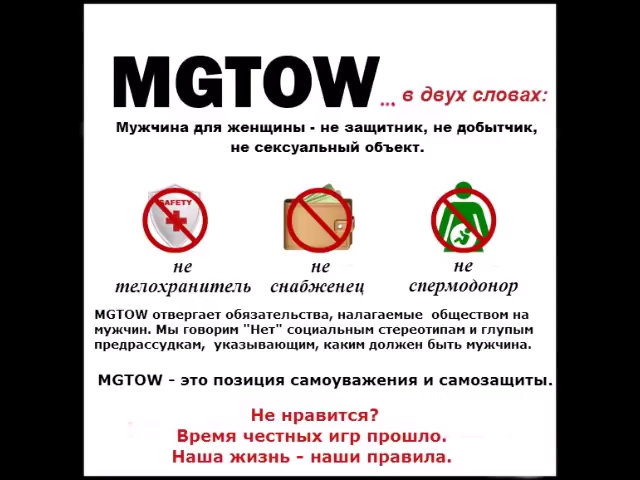 MGTOW... в двух словах:
Мужчина для женщины - не защитник, не добытчик,
не сексуальный объект.
SAFETY
не не не
телохранитель снабженец спермодонор
MGTOW отвергает обязательства, налагаемые обществом на
мужчин. Мы говорим "Нет" социальным стереотипам и глупым
предрассудкам, указывающим, каким должен быть мужчина.
MGTOW - это позиция самоуважения и самозащиты.
Не нравится?
Время честных игр прошло.
Наша жизнь - наши правила.